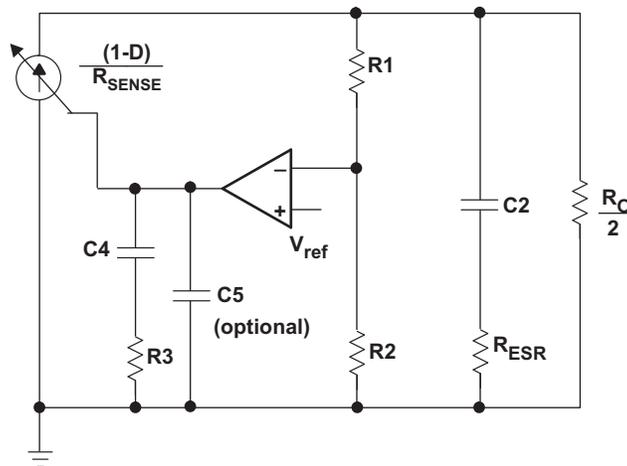 (1-D)
RSENSE
R1
−
+
Vref
C2
RO
2
C4
C5
(optional)
R3
R2
RESR